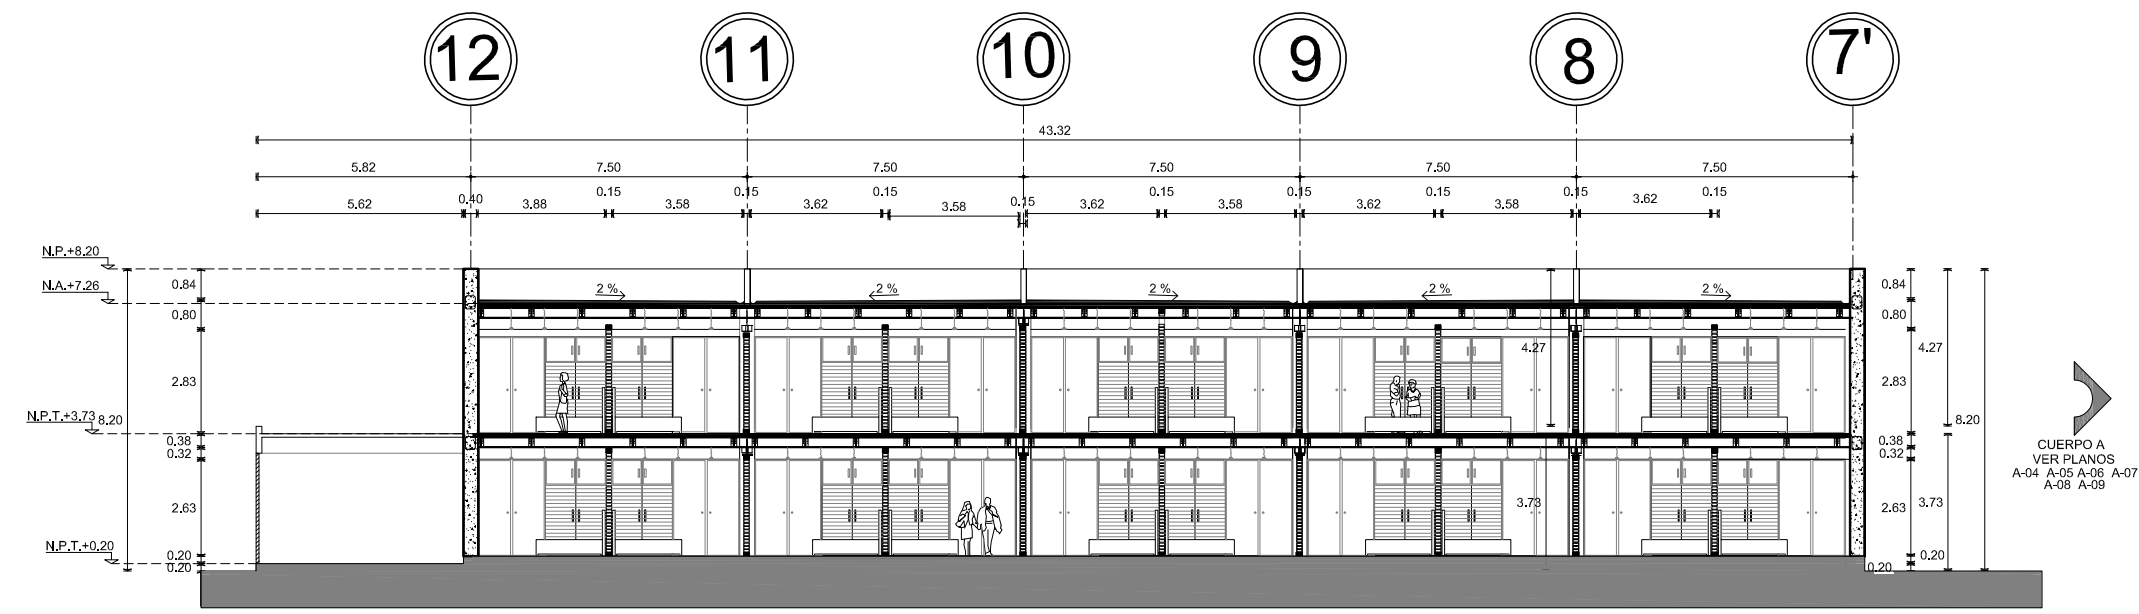 12 11 10 9 8 7'
43.32
5.82 7.50 7.50 7.50 7.50 7.50
0.15 0.15 0.15 0.15 0.15 0.15 0.15 0.15
5.62 0.40 3.88 3.58 3.62 3.58 0.15 3.62 3.58 3.62 3.58 3.62
N.P.+8.20
0.84 0.84
N.A.+7.26 2 % 2 % 2 % 2 % 2 %
0.80 0.80
4.27 4.27
2.83 2.83
N.P.T.+3.73 8.20 8.20
0.38 0.38
0.32 0.32
CUERPO A
VER PLANOS
A-04 A-05 A-06 A-07
A-08 A-09
2.63 3.73 2.63 3.73
N.P.T.+0.20
0.20 0.20
0.20 0.20